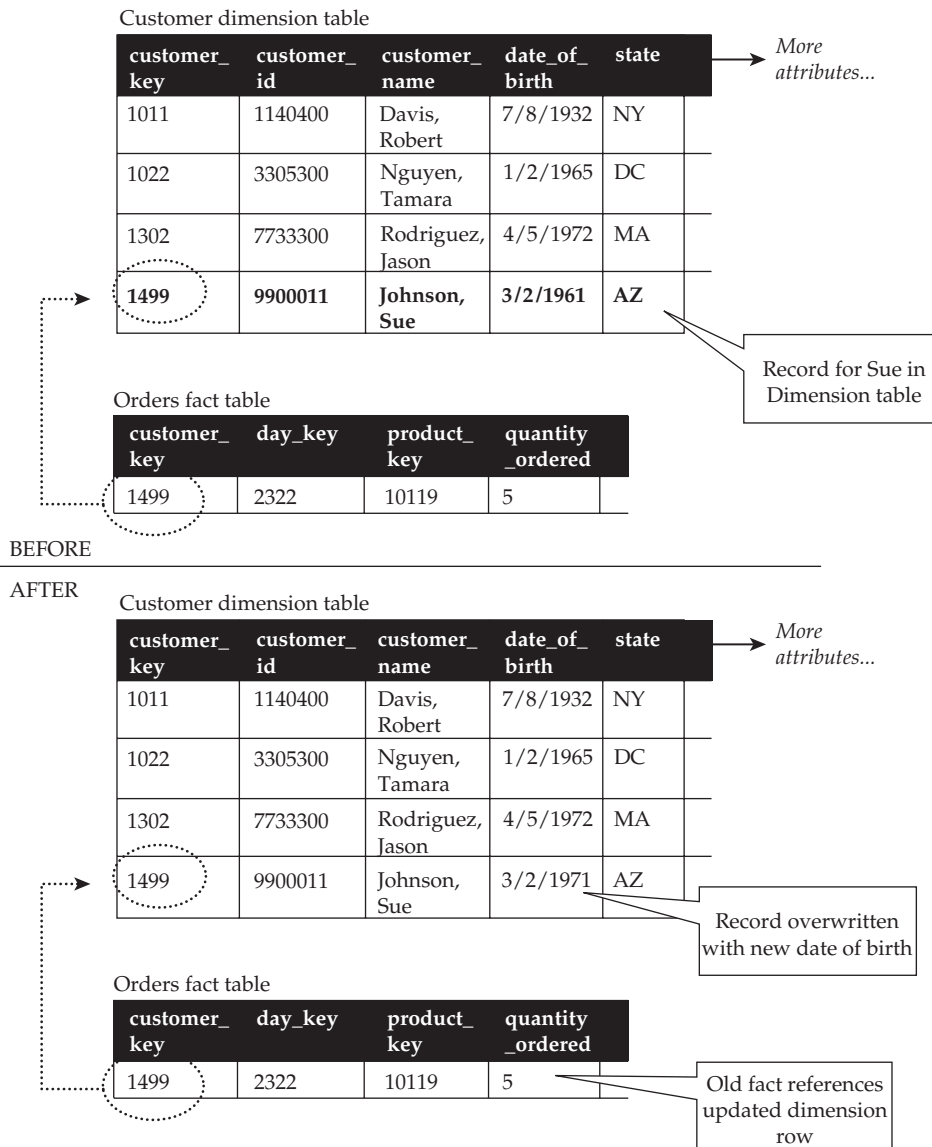 Customer dimension table
customer_ customer_ customer_ date_of_ state
key id name birth
More
attributes...
1011 1140400 Davis, 7/8/1932 NY
Robert
1022 3305300 Nguyen, 1/2/1965 DC
Tamara
1302 7733300 Rodriguez, 4/5/1972 MA
Jason
1499 9900011 Johnson, 3/2/1961 AZ
Sue
Record for Sue in
Dimension table
Orders fact table
customer_ day_key product_ quantity
key key _ordered
1499 2322 10119 5
BEFORE
AFTER
Customer dimension table
customer_ customer_ customer_ date_of_ state
key id name birth
More
attributes...
1011 1140400 Davis, 7/8/1932 NY
Robert
1022 3305300 Nguyen, 1/2/1965 DC
Tamara
1302 7733300 Rodriguez, 4/5/1972 MA
Jason
1499 9900011 Johnson, 3/2/1971 AZ
Sue
Record overwritten
with new date of birth
Orders fact table
customer_ day_key product_ quantity
key key _ordered
1499 2322 10119 5
Old fact references
updated dimension
row